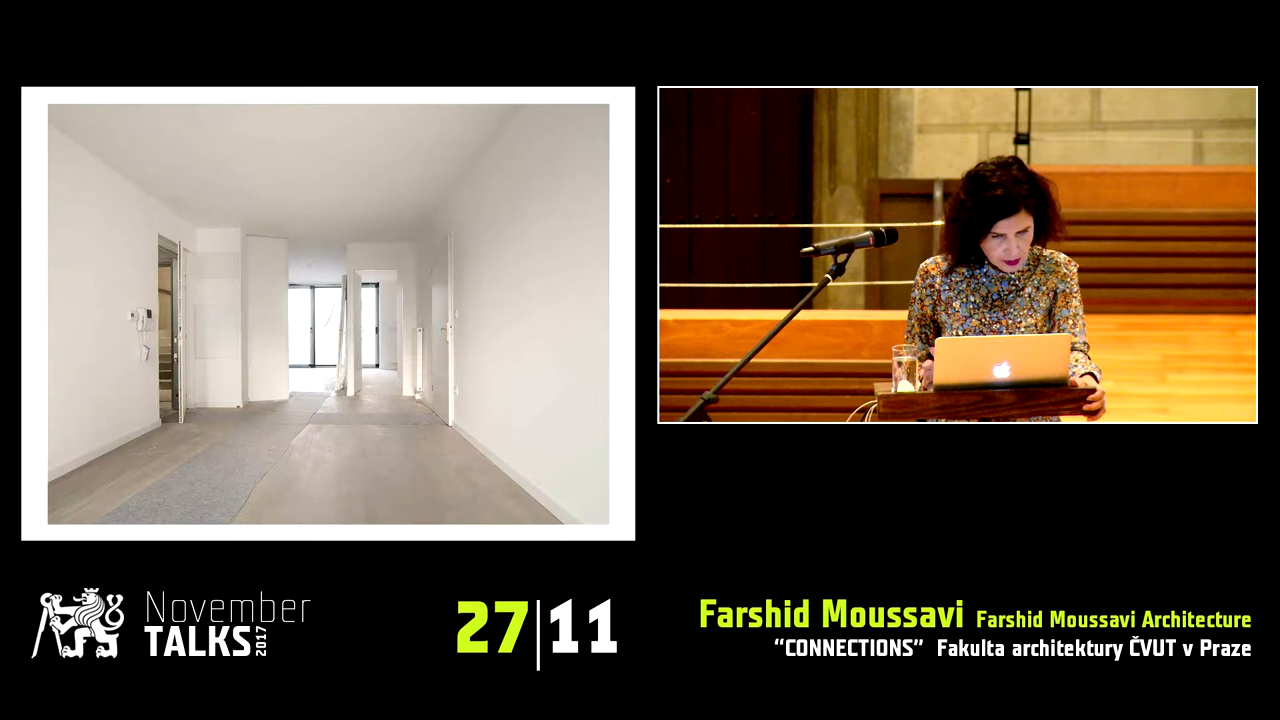 November
TALKS 2017
27|11
Farshid Moussavi Farshid Moussavi Architecture
“CONNECTIONS” Fakulta architektury ČVUT v Praze